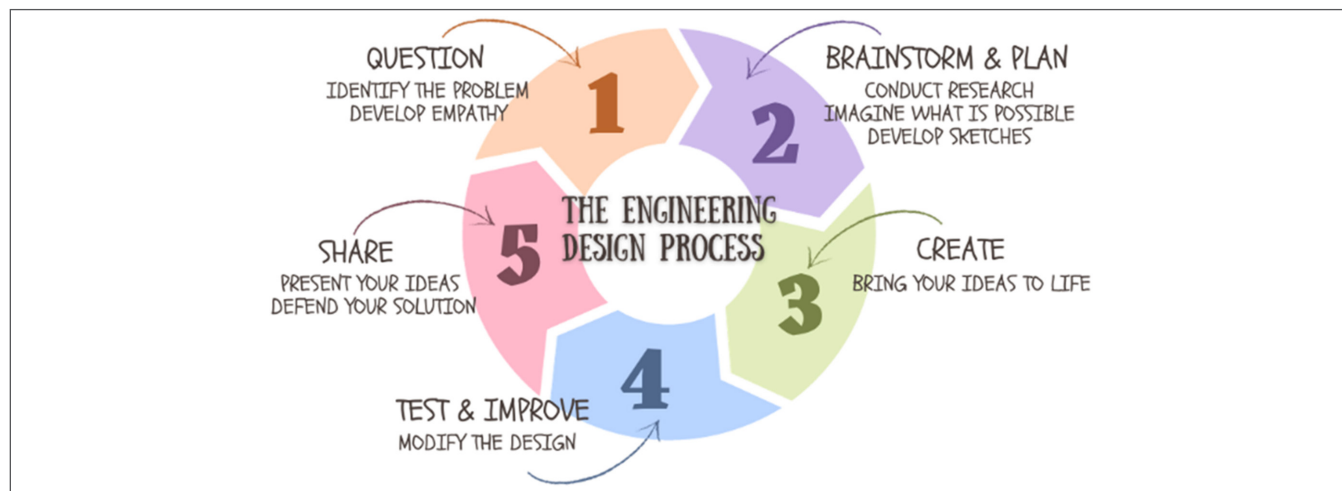 QUESTION
IDENTIFY THE PROBLEM
DEVELOP EMPATHY
1
BRAINSTORM & PLAN
CONDUCT RESEARCH
IMAGINE WHAT IS POSSIBLE
DEVELOP SKETCHES
2
THE ENGINEERING
DESIGN PROCESS
CREATE
BRING YOUR IDEAS TO LIFE
3
TEST & IMPROVE
MODIFY THE DESIGN
4
SHARE
PRESENT YOUR IDEAS
DEFEND YOUR SOLUTION
5